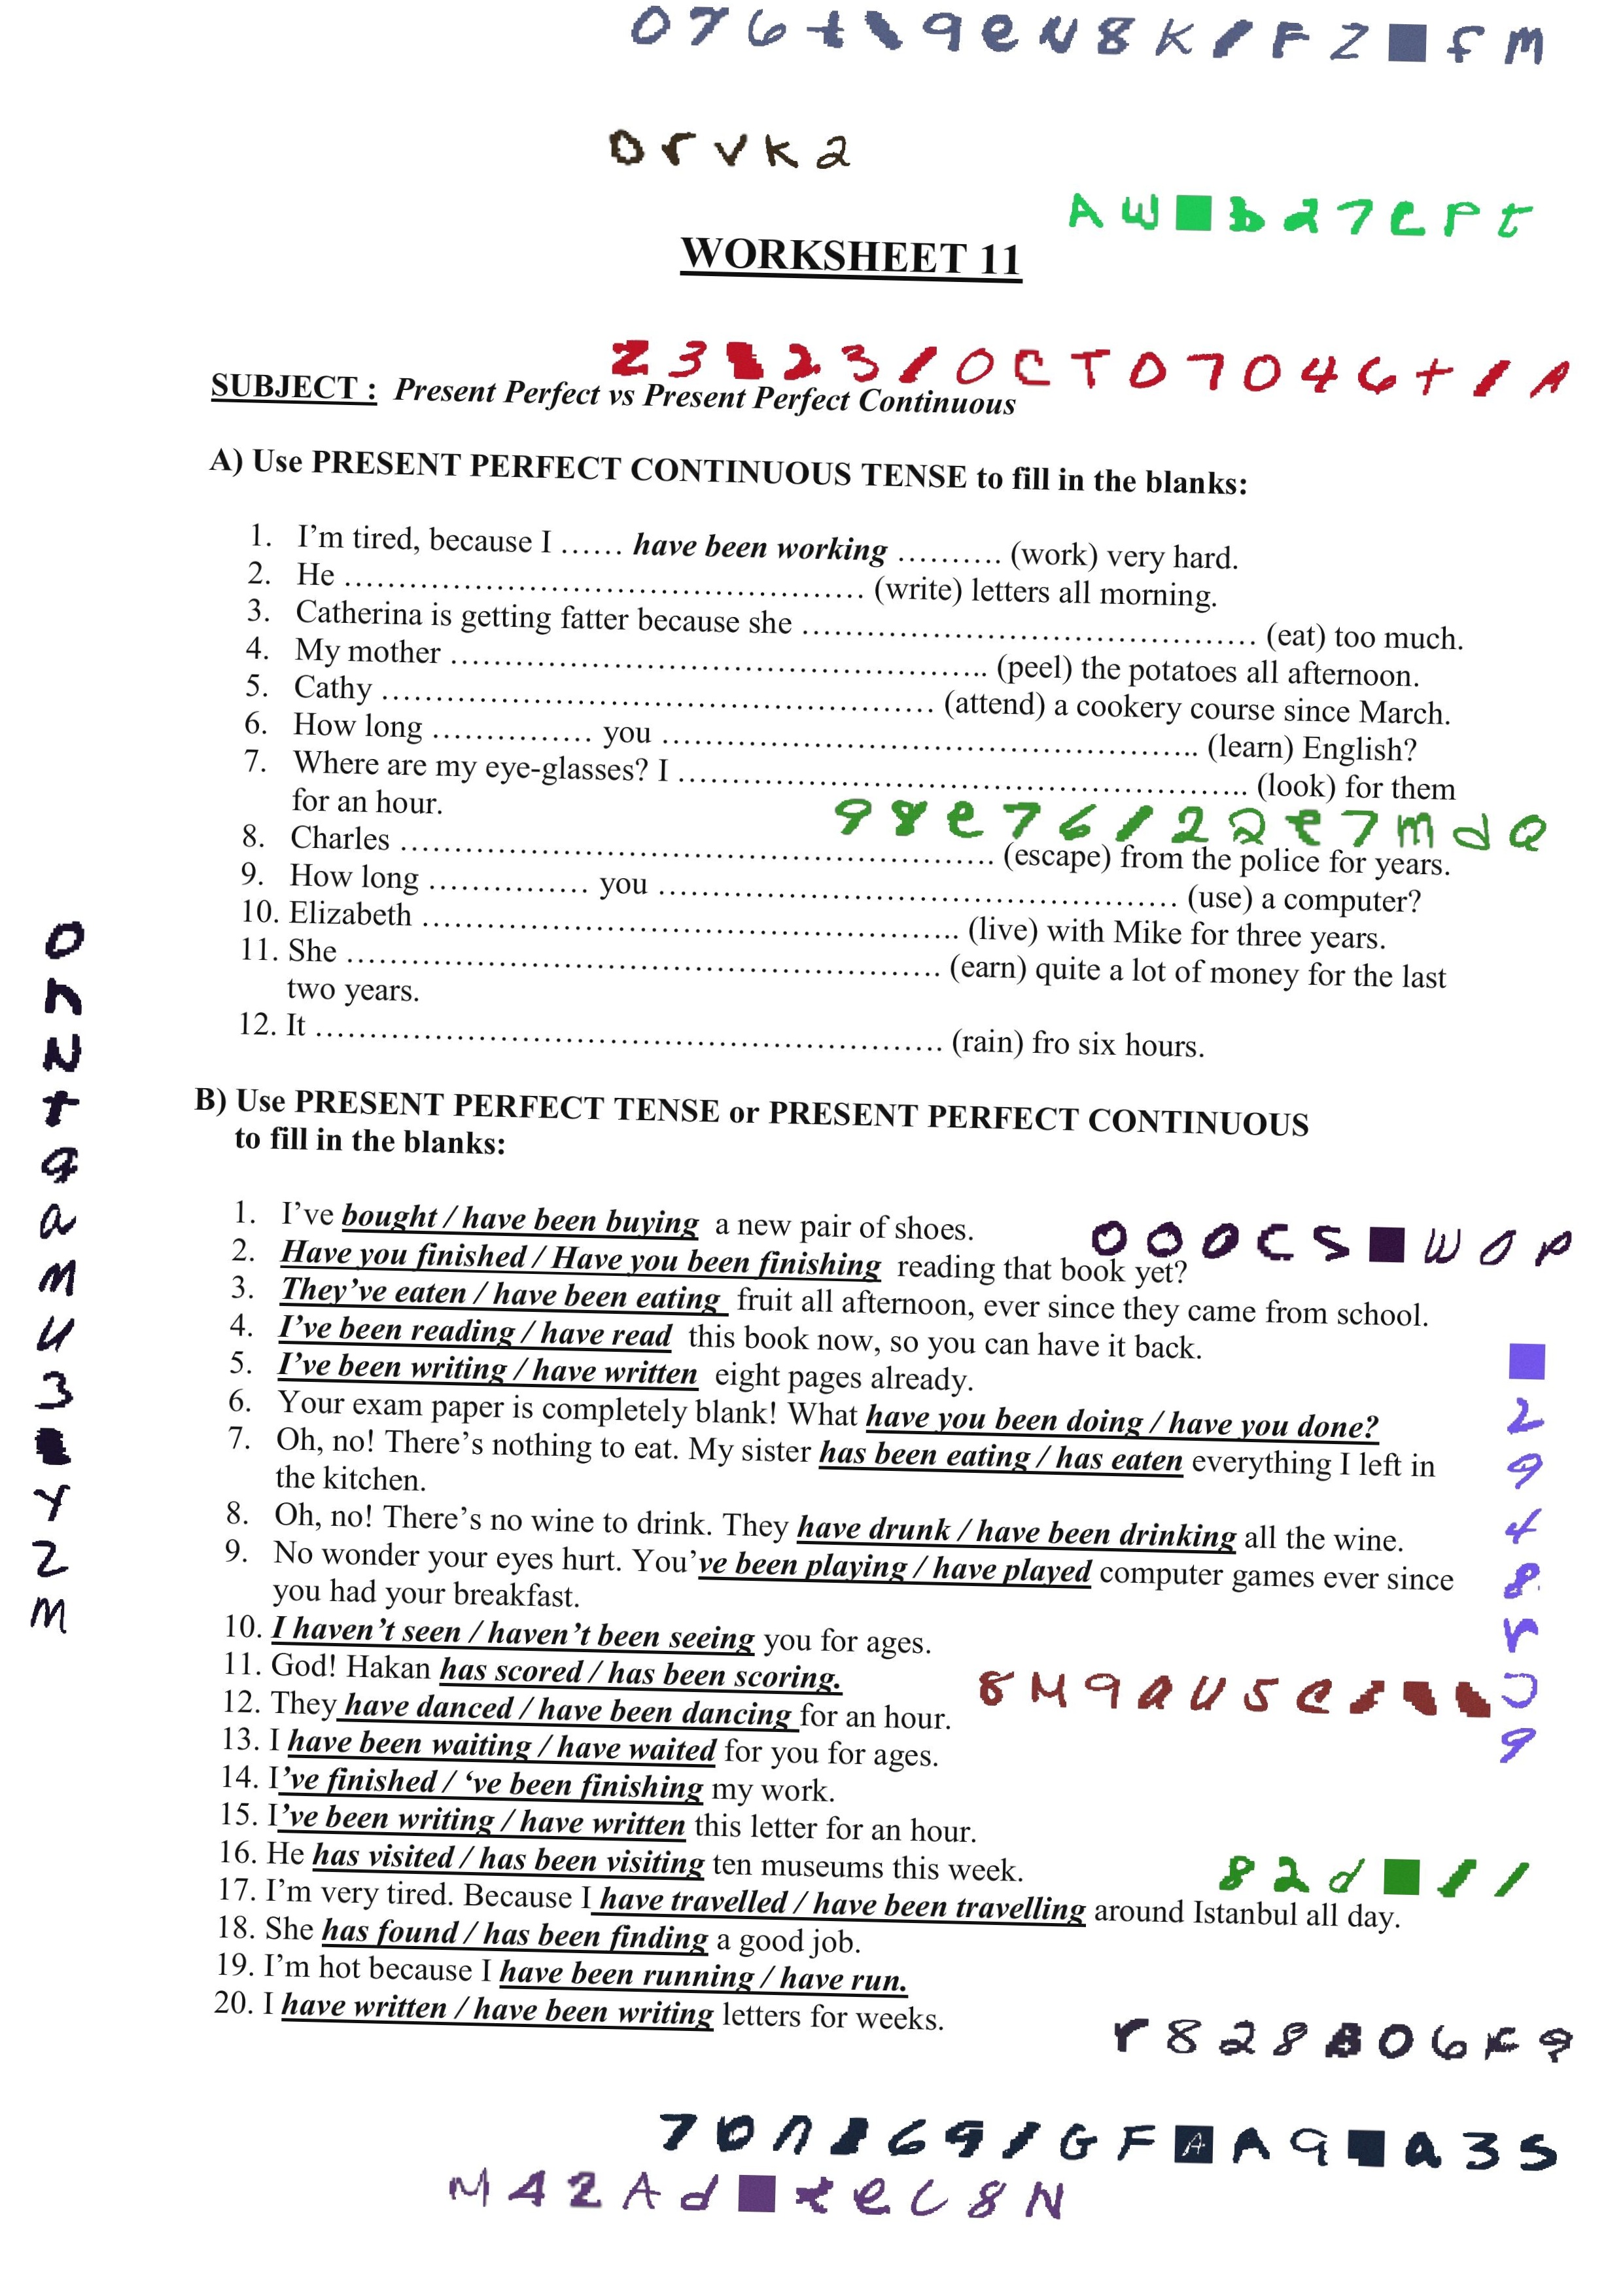 WORKSHEET 11
SUBJECT : Present Perfect vs Present Perfect Continuous
A) Use PRESENT PERFECT CONTINUOUS TENSE to fill in the blanks:
1. I’m tired, because I …… have been working ………. (work) very hard.
2. He ………………………………………… (write) letters all morning.
3. Catherina is getting fatter because she …………………………………… (eat) too much.
4. My mother ………………………………………….. (peel) the potatoes all afternoon.
5. Cathy …………………………………………… (attend) a cookery course since March.
6. How long …………… you ………………………………………….. (learn) English?
7. Where are my eye-glasses? I …………………………………………….. (look) for them
for an hour.
8. Charles ………………………………………………. (escape) from the police for years.
9. How long …………… you ………………………………………… (use) a computer?
10. Elizabeth ………………………………………….. (live) with Mike for three years.
11. She ………………………………………………. (earn) quite a lot of money for the last
two years.
12. It …………………………………………………. (rain) fro six hours.
B) Use PRESENT PERFECT TENSE or PRESENT PERFECT CONTINUOUS
to fill in the blanks:
1. I’ve bought / have been buying a new pair of shoes.
2. Have you finished / Have you been finishing reading that book yet?
3. They’ve eaten / have been eating fruit all afternoon, ever since they came from school.
4. I’ve been reading / have read this book now, so you can have it back.
5. I’ve been writing / have written eight pages already.
6. Your exam paper is completely blank! What have you been doing / have you done?
7. Oh, no! There’s nothing to eat. My sister has been eating / has eaten everything I left in
the kitchen.
8. Oh, no! There’s no wine to drink. They have drunk / have been drinking all the wine.
9. No wonder your eyes hurt. You’ve been playing / have played computer games ever since
you had your breakfast.
10. I haven’t seen / haven’t been seeing you for ages.
11. God! Hakan has scored / has been scoring.
12. They have danced / have been dancing for an hour.
13. I have been waiting / have waited for you for ages.
14. I’ve finished / ‘ve been finishing my work.
15. I’ve been writing / have written this letter for an hour.
16. He has visited / has been visiting ten museums this week.
17. I’m very tired. Because I have travelled / have been travelling around Istanbul all day.
18. She has found / has been finding a good job.
19. I’m hot because I have been running / have run.
20. I have written / have been writing letters for weeks.